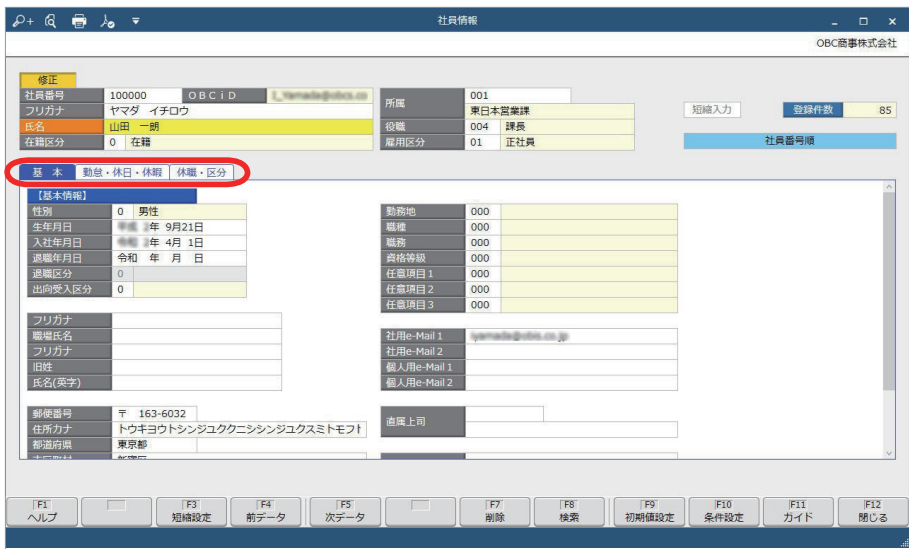 社員情報
OBC商事株式会社
修正
社員番号 100000 OBCiD
フリガナ ヤマダ イチロウ
氏名 山田 一朗
在籍区分 0 在籍
所属 001
東日本営業課
役職 004 課長
雇用区分 01 正社員
短縮入力 登録件数 85
社員番号順
基 本 勤怠・休日・休暇 休職・区分
【基本情報】
性別 0 男性
生年月日 2年 9月21日
入社年月日 2年 4月 1日
退職年月日 令和 年 月 日
退職区分 0
出向受入区分 0
勤務地 000
職種 000
職務 000
資格等級 000
任意項目1 000
任意項目2 000
任意項目3 000
フリガナ
職場氏名
フリガナ
旧姓
氏名(英字)
社用e-Mail1
社用e-Mail2
個人用e-Mail1
個人用e-Mail2
郵便番号 〒 163-6032
住所カナ トウキヨウトシンジユククニシシンジユクスミトモフ
都道府県 東京都
直属上司
F1 ヘルプ
F3 短縮設定
F4 前データ
F5 次データ
F7 削除
F8 検索
F9 初期値設定
F10 条件設定
F11 ガイド
F12 閉じる